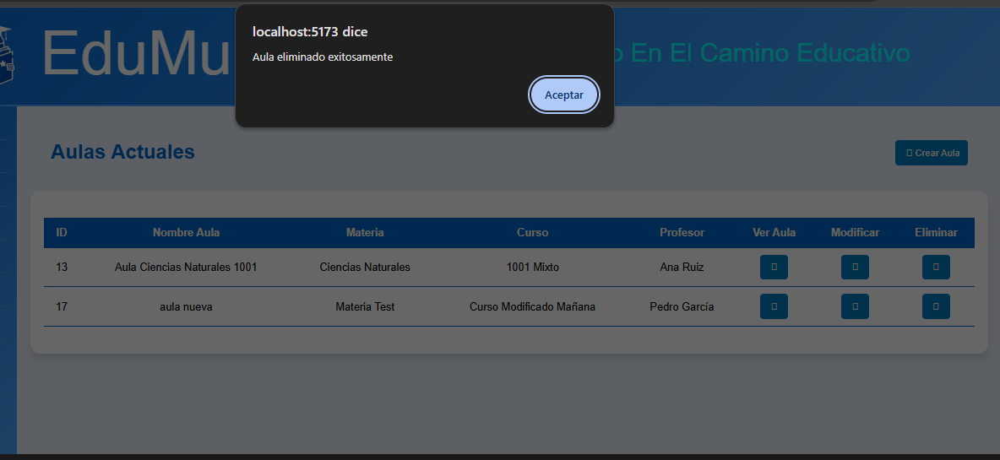 localhost:5173 dice
Aula eliminado exitosamente
Aceptar
En El Camino Educativo
Aulas Actuales
Crear Aula
ID Nombre Aula Materia Curso Profesor Ver Aula Modificar Eliminar
13 Aula Ciencias Naturales 1001 Ciencias Naturales 1001 Mixto Ana Ruiz
17 aula nueva Materia Test Curso Modificado Mañana Pedro García